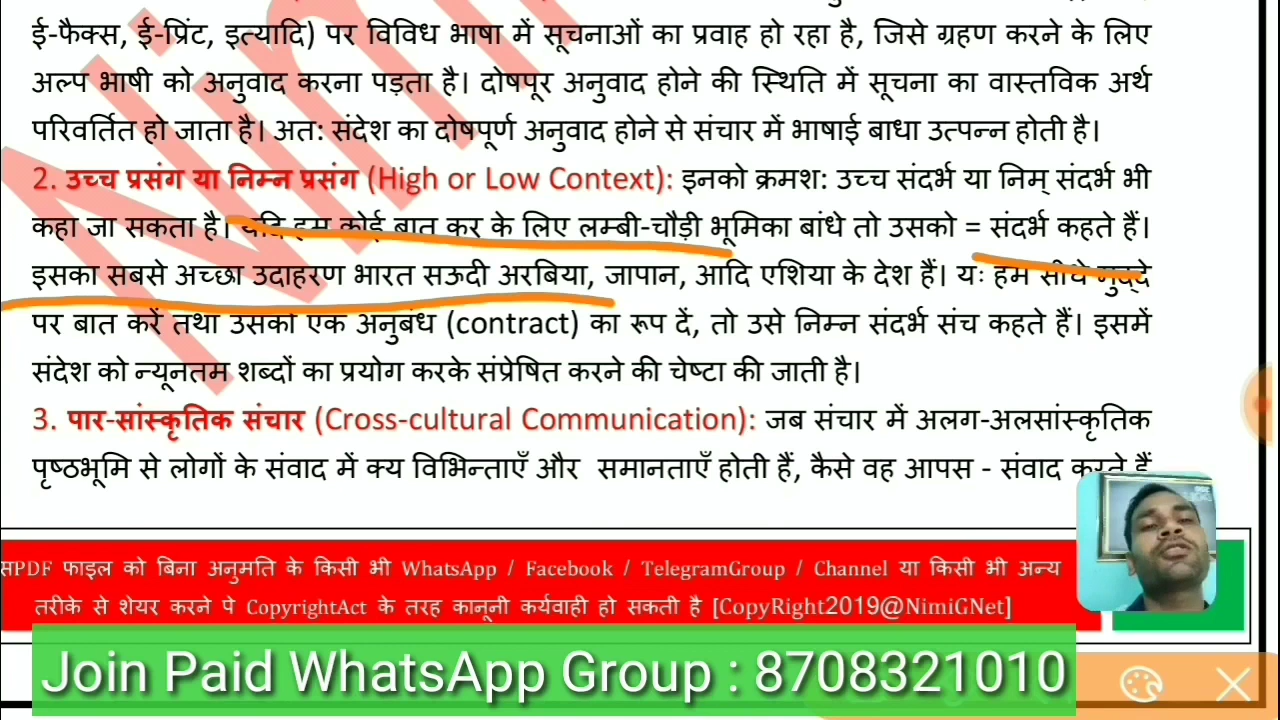 ई-फैक्स, ई-प्रिंट, इत्यादि) पर विविध भाषा में सूचनाओं का प्रवाह हो रहा है, जिसे ग्रहण करने के लिए
अल्प भाषी को अनुवाद करना पड़ता है। दोषपूर अनुवाद होने की स्थिति में सूचना का वास्तविक अर्थ
परिवर्तित हो जाता है। अत: संदेश का दोषपूर्ण अनुवाद होने से संचार में भाषाई बाधा उत्पन्न होती है।
2. उच्च प्रसंग या निम्न प्रसंग (High or Low Context): इनको क्रमश: उच्च संदर्भ या निम् संदर्भ भी
कहा जा सकता है। यदि हम कोई बात कर के लिए लम्बी-चौड़ी भूमिका बांधे तो उसको = संदर्भ कहते हैं।
इसका सबसे अच्छा उदाहरण भारत सऊदी अरबिया, जापान, आदि एशिया के देश हैं। यः हम सीधे मुद्दे
पर बात करें तथा उसको एक अनुबंध (contract) का रूप दें, तो उसे निम्न संदर्भ संच कहते हैं। इसमें
संदेश को न्यूनतम शब्दों का प्रयोग करके संप्रेषित करने की चेष्टा की जाती है।
3. पार-सांस्कृतिक संचार (Cross-cultural Communication): जब संचार में अलग-अलसांस्कृतिक
पृष्ठभूमि से लोगों के संवाद में क्य विभिन्ताएँ और समानताएँ होती हैं, कैसे वह आपस - संवाद करते हैं
सPDF फाइल को बिना अनुमति के किसी भी WhatsApp / Facebook / TelegramGroup / Channel या किसी भी अन्य
तरीके से शेयर करने पे CopyrightAct के तरह कानूनी कर्यवाही हो सकती है [CopyRight2019@NimiGNet]
Join Paid WhatsApp Group : 8708321010